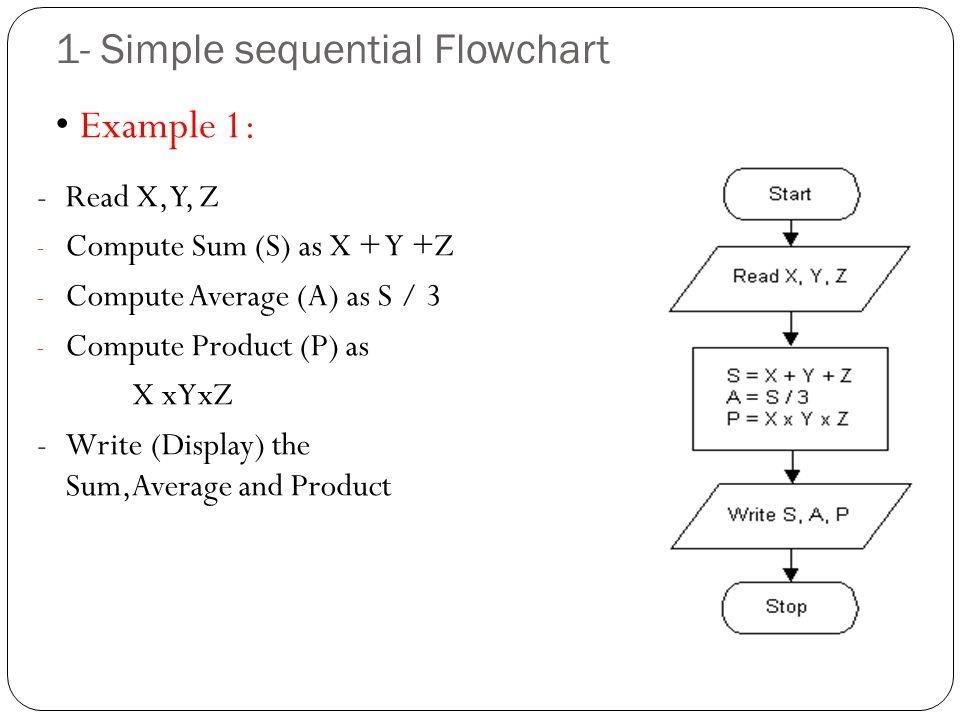 1- Simple sequential Flowchart
• Example 1:
- Read X, Y, Z
- Compute Sum (S) as X + Y +Z
- Compute Average (A) as S / 3
- Compute Product (P) as
X xYxZ
- Write (Display) the
Sum, Average and Product
Start
Read X, Y, Z
S = X + Y + Z
A = S / 3
P = X x Y x Z
Write S, A, P
Stop